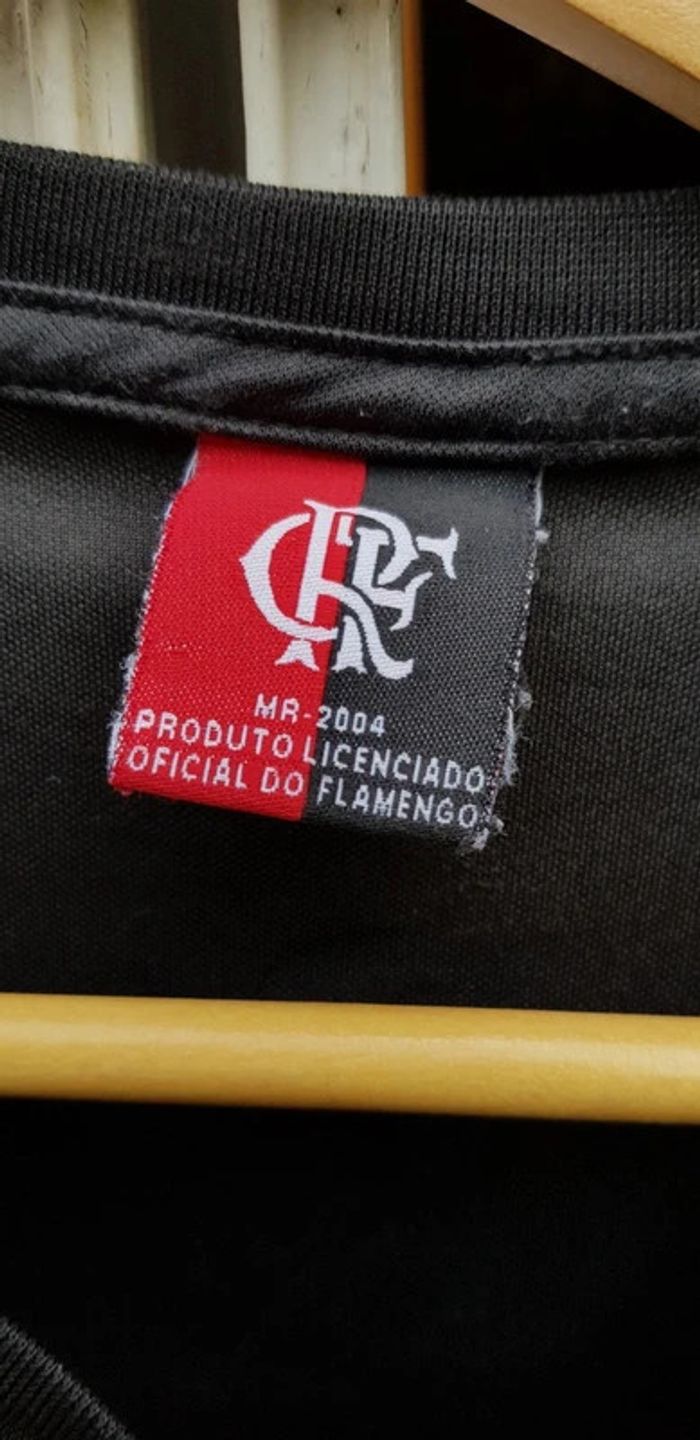 CRF
MR-2004
PRODUTO LICENCIADO
OFICIAL DO FLAMENGO